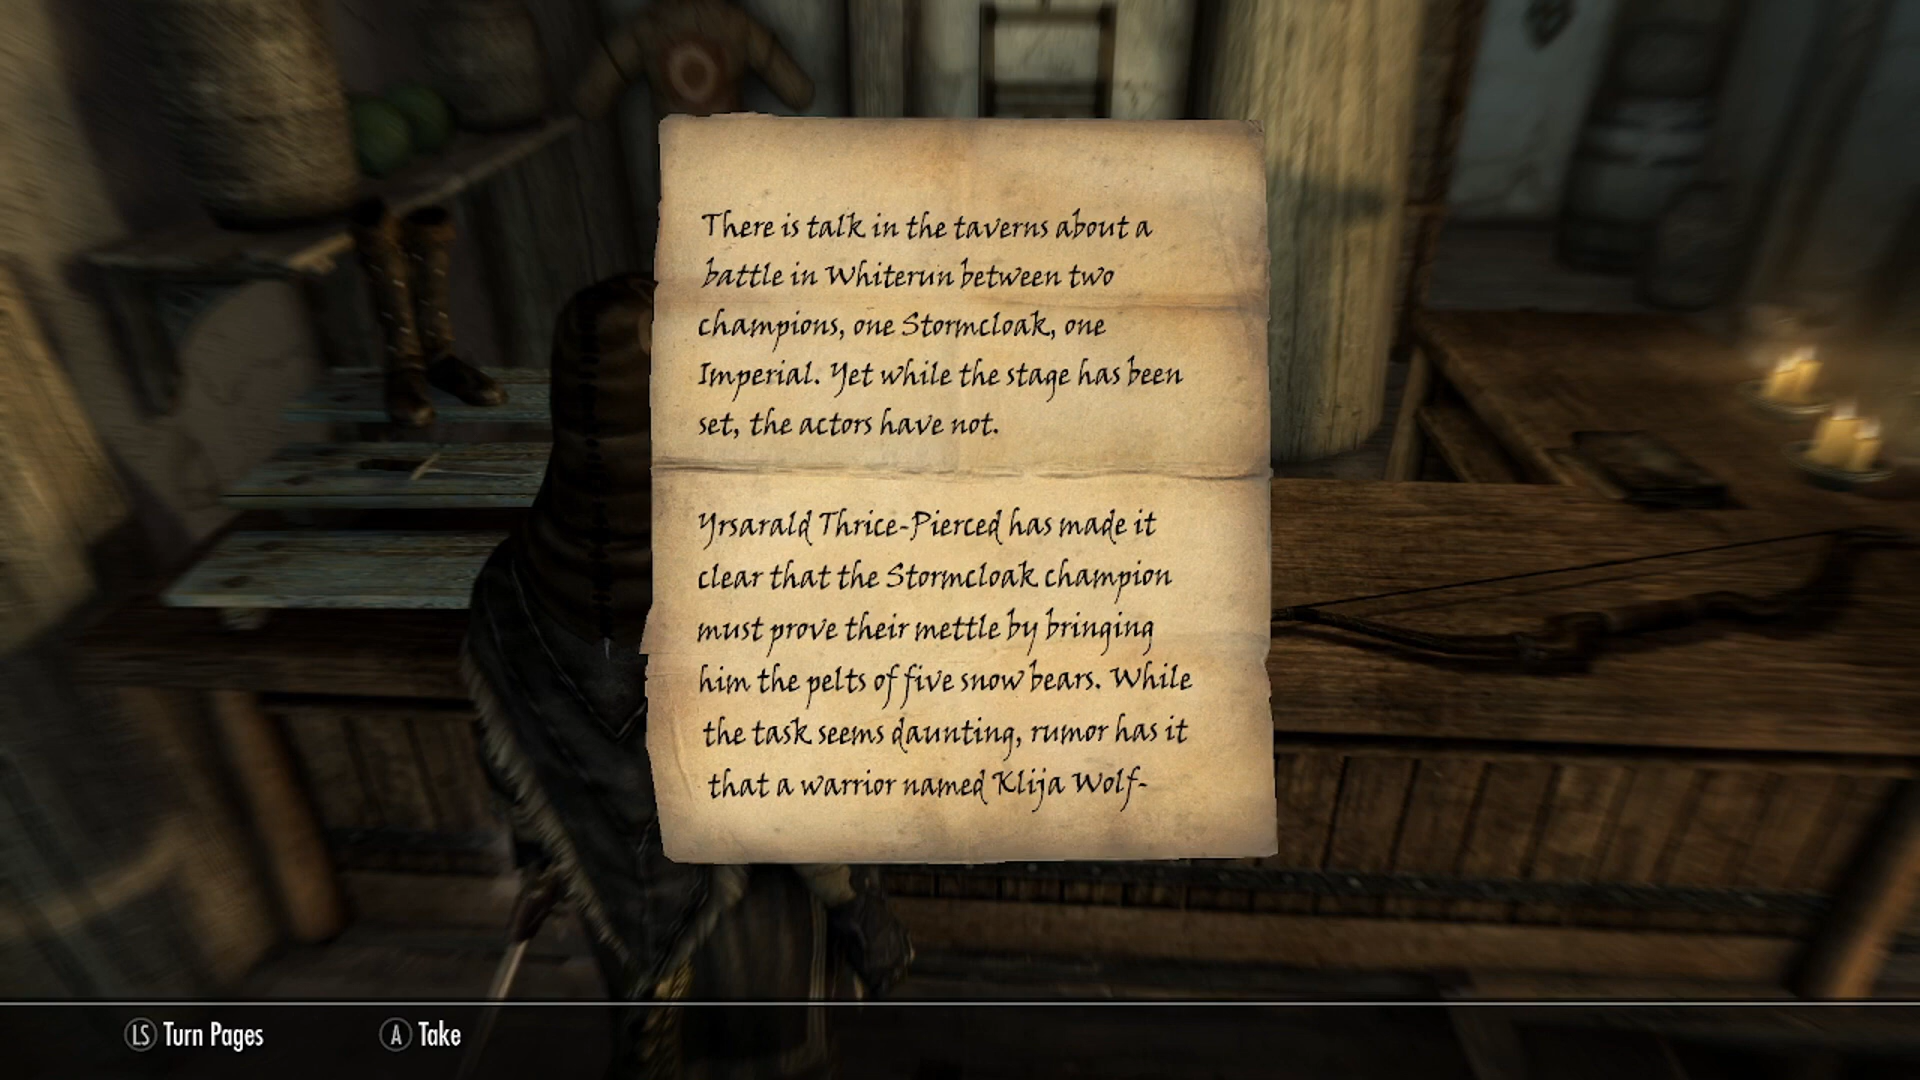 There is talk in the taverns about a
battle in Whiterun between two
champions, one Stormcloak, one
Imperial. Yet while the stage has been
set, the actors have not.
Yrsarald Thrice-Pierced has made it
clear that the Stormcloak champion
must prove their mettle by bringing
him the pelts of five snow bears. While
the task seems daunting, rumor has it
that a warrior named Klija Wolf-
LS Turn Pages
A Take